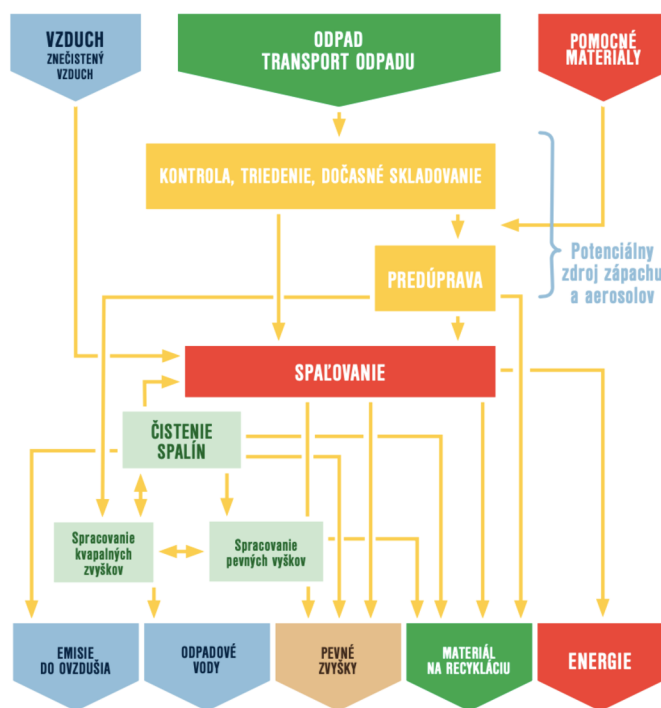 VZDUCH
ZNEČISTENÝ
VZDUCH
ODPAD
TRANSPORT ODPADU
POMOCNÉ
MATERIALY
KONTROLA, TRIEDENIE, DOČASNÉ SKLADOVANIE
PREDÚPRAVA
Potenciálny
zdroj zápachu
a aerosolov
SPAĽOVANIE
ČISTENIE
SPALÍN
Spracovanie
kvapalných
zvyškov
Spracovanie
pevných vyškov
EMISIE
DO OVZDUŠIA
ODPADOVÉ
VODY
PEVNÉ
ZVYŠKY
MATERIÁL
NA RECYKLÁCIU
ENERGIE